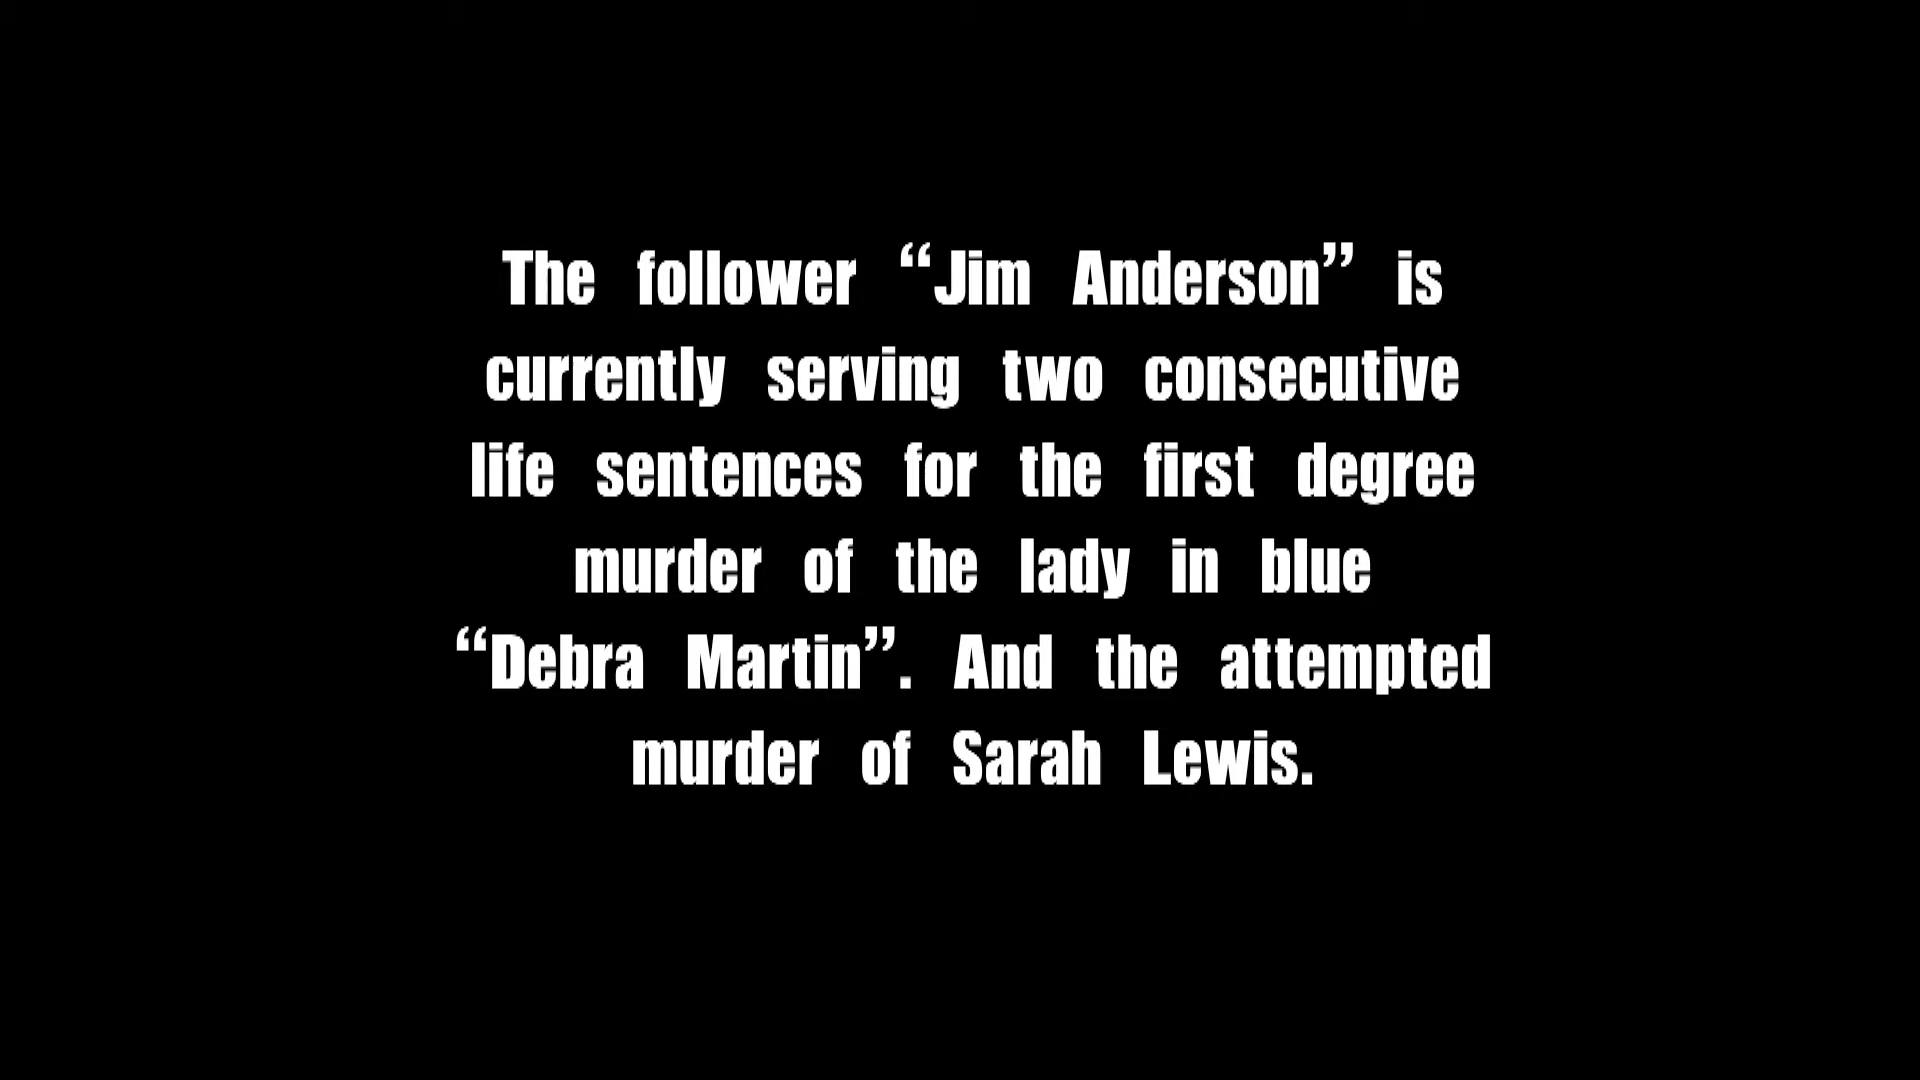 The follower “Jim Anderson” is
currently serving two consecutive
life sentences for the first degree
murder of the lady in blue
“Debra Martin”. And the attempted
murder of Sarah Lewis.